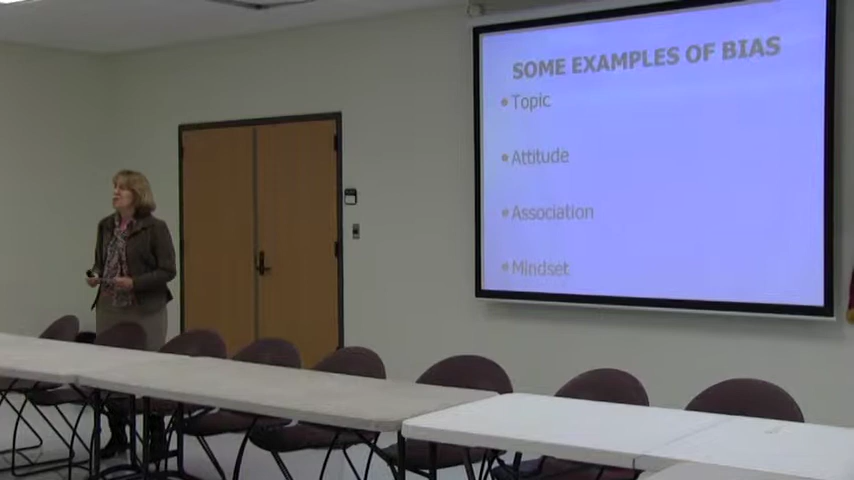 SOME EXAMPLES OF BIAS
• Topic
• Attitude
• Association
• Mindset